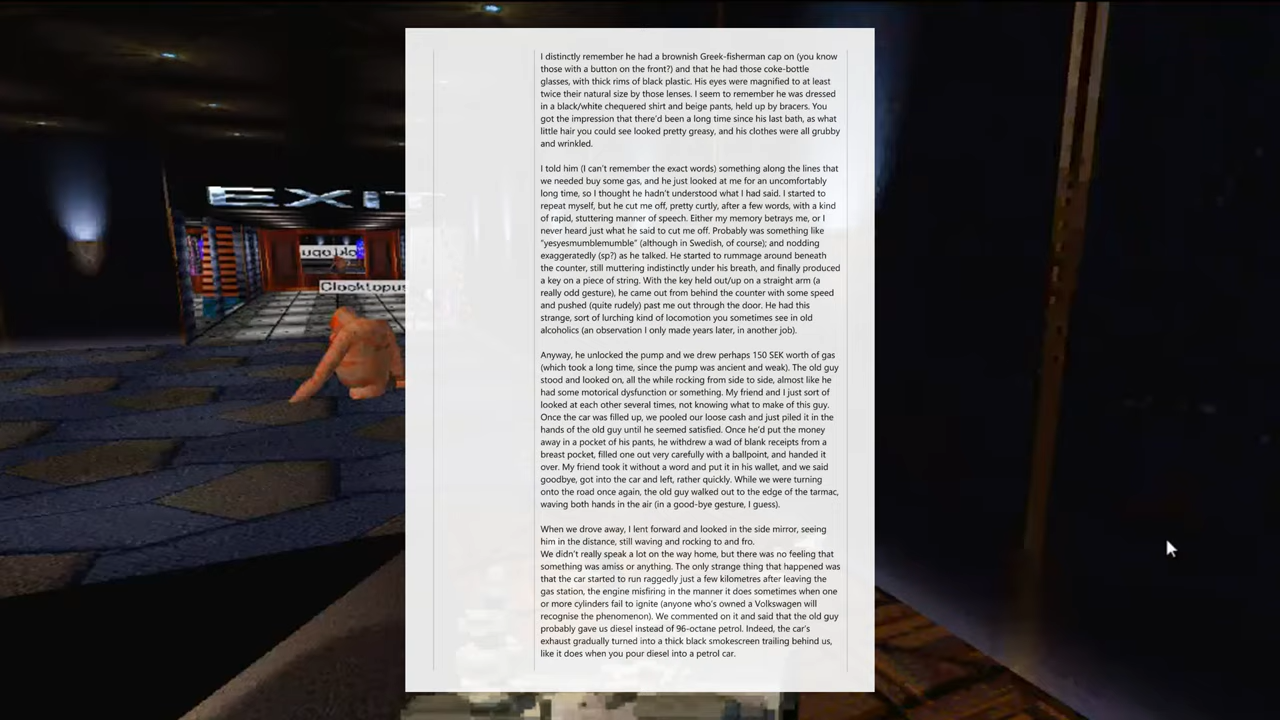 I distinctly remember he had a brownish Greek-fisherman cap on (you know
those with a button on the front?) and that he had those coke-bottle
glasses, with thick rims of black plastic. His eyes were magnified to at least
twice their natural size by those lenses. I seem to remember he was dressed
in a black/white chequered shirt and beige pants, held up by bracers. You
got the impression that there'd been a long time since his last bath, as what
little hair you could see looked pretty greasy, and his clothes were all grubby
and wrinkled.
I told him (I can't remember the exact words) something along the lines that
we needed buy some gas, and he just looked at me for an uncomfortably
long time, so I thought he hadn't understood what I had said. I started to
repeat myself, but he cut me off, pretty curtly, after a few words, with a kind
of rapid, stuttering manner of speech. Either my memory betrays me, or I
never heard just what he said to cut me off. Probably was something like
"yesyesmumblemumble" (although in Swedish, of course); and nodding
exaggeratedly (sp?) as he talked. He started to rummage around beneath
the counter, still muttering indistinctly under his breath, and finally produced
a key on a piece of string. With the key held out/up on a straight arm (a
really odd gesture), he came out from behind the counter with some speed
and pushed (quite rudely) past me out through the door. He had this
strange, sort of lurching kind of locomotion you sometimes see in old
alcoholics (an observation I only made years later, in another job).
Anyway, he unlocked the pump and we drew perhaps 150 SEK worth of gas
(which took a long time, since the pump was ancient and weak). The old guy
stood and looked on, all the while rocking from side to side, almost like he
had some motorical dysfunction or something. My friend and I just sort of
looked at each other several times, not knowing what to make of this guy.
Once the car was filled up, we pooled our loose cash and just piled it in the
hands of the old guy until he seemed satisfied. Once he'd put the money
away in a pocket of his pants, he withdrew a wad of blank receipts from a
breast pocket, filled one out very carefully with a ballpoint, and handed it
over. My friend took it without a word and put it in his wallet, and we said
goodbye, got into the car and left, rather quickly. While we were turning
onto the road once again, the old guy walked out to the edge of the tarmac,
waving both hands in the air (in a good-bye gesture, I guess).
When we drove away, I lent forward and looked in the side mirror, seeing
him in the distance, still waving and rocking to and fro.
We didn't really speak a lot on the way home, but there was no feeling that
something was amiss or anything. The only strange thing that happened was
that the car started to run raggedly just a few kilometres after leaving the
gas station, the engine misfiring in the manner it does sometimes when one
or more cylinders fail to ignite (anyone who's owned a Volkswagen will
recognise the phenomenon). We commented on it and said that the old guy
probably gave us diesel instead of 96-octane petrol. Indeed, the car's
exhaust gradually turned into a thick black smokescreen trailing behind us,
like it does when you pour diesel into a petrol car.
EXIT
Clocktopus